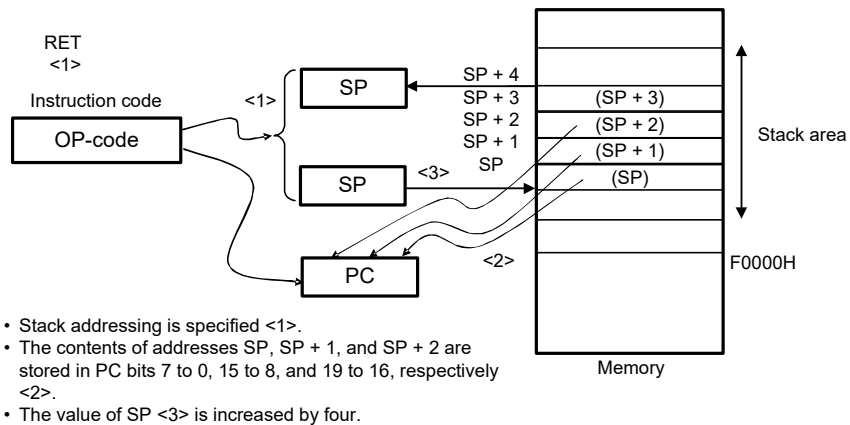 RET
<1>
Instruction code
OP-code
<1>
SP
SP
<3>
PC
<2>
SP + 4
SP + 3
SP + 2
SP + 1
SP
(SP + 3)
(SP + 2)
(SP + 1)
(SP)
Stack area
F0000H
Memory
• Stack addressing is specified <1>.
• The contents of addresses SP, SP + 1, and SP + 2 are
stored in PC bits 7 to 0, 15 to 8, and 19 to 16, respectively
<2>.
• The value of SP <3> is increased by four.